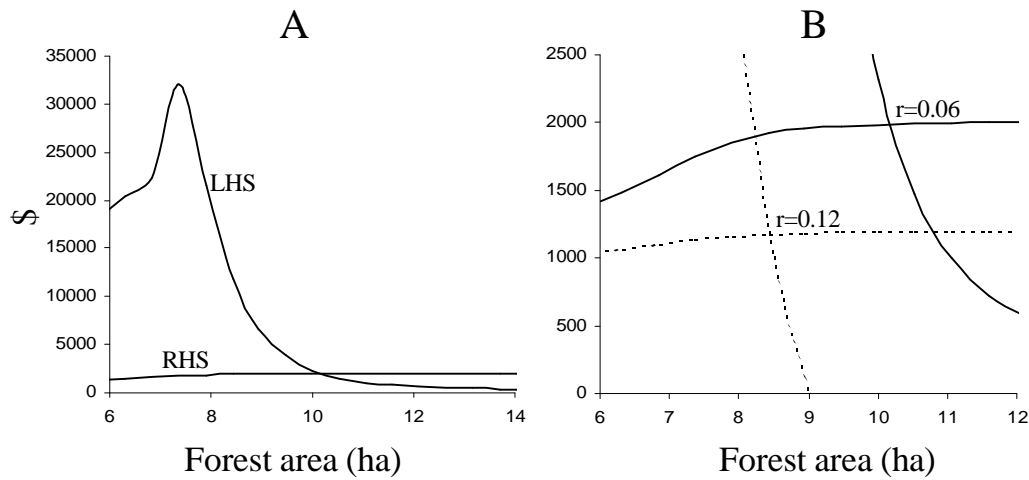 A
35000
30000
25000
20000
15000
10000
5000
0
$
LHS
RHS
6 8 10 12 14
Forest area (ha)
B
2500
2000
1500
1000
500
0
r=0.06
r=0.12
6 7 8 9 10 11 12
Forest area (ha)